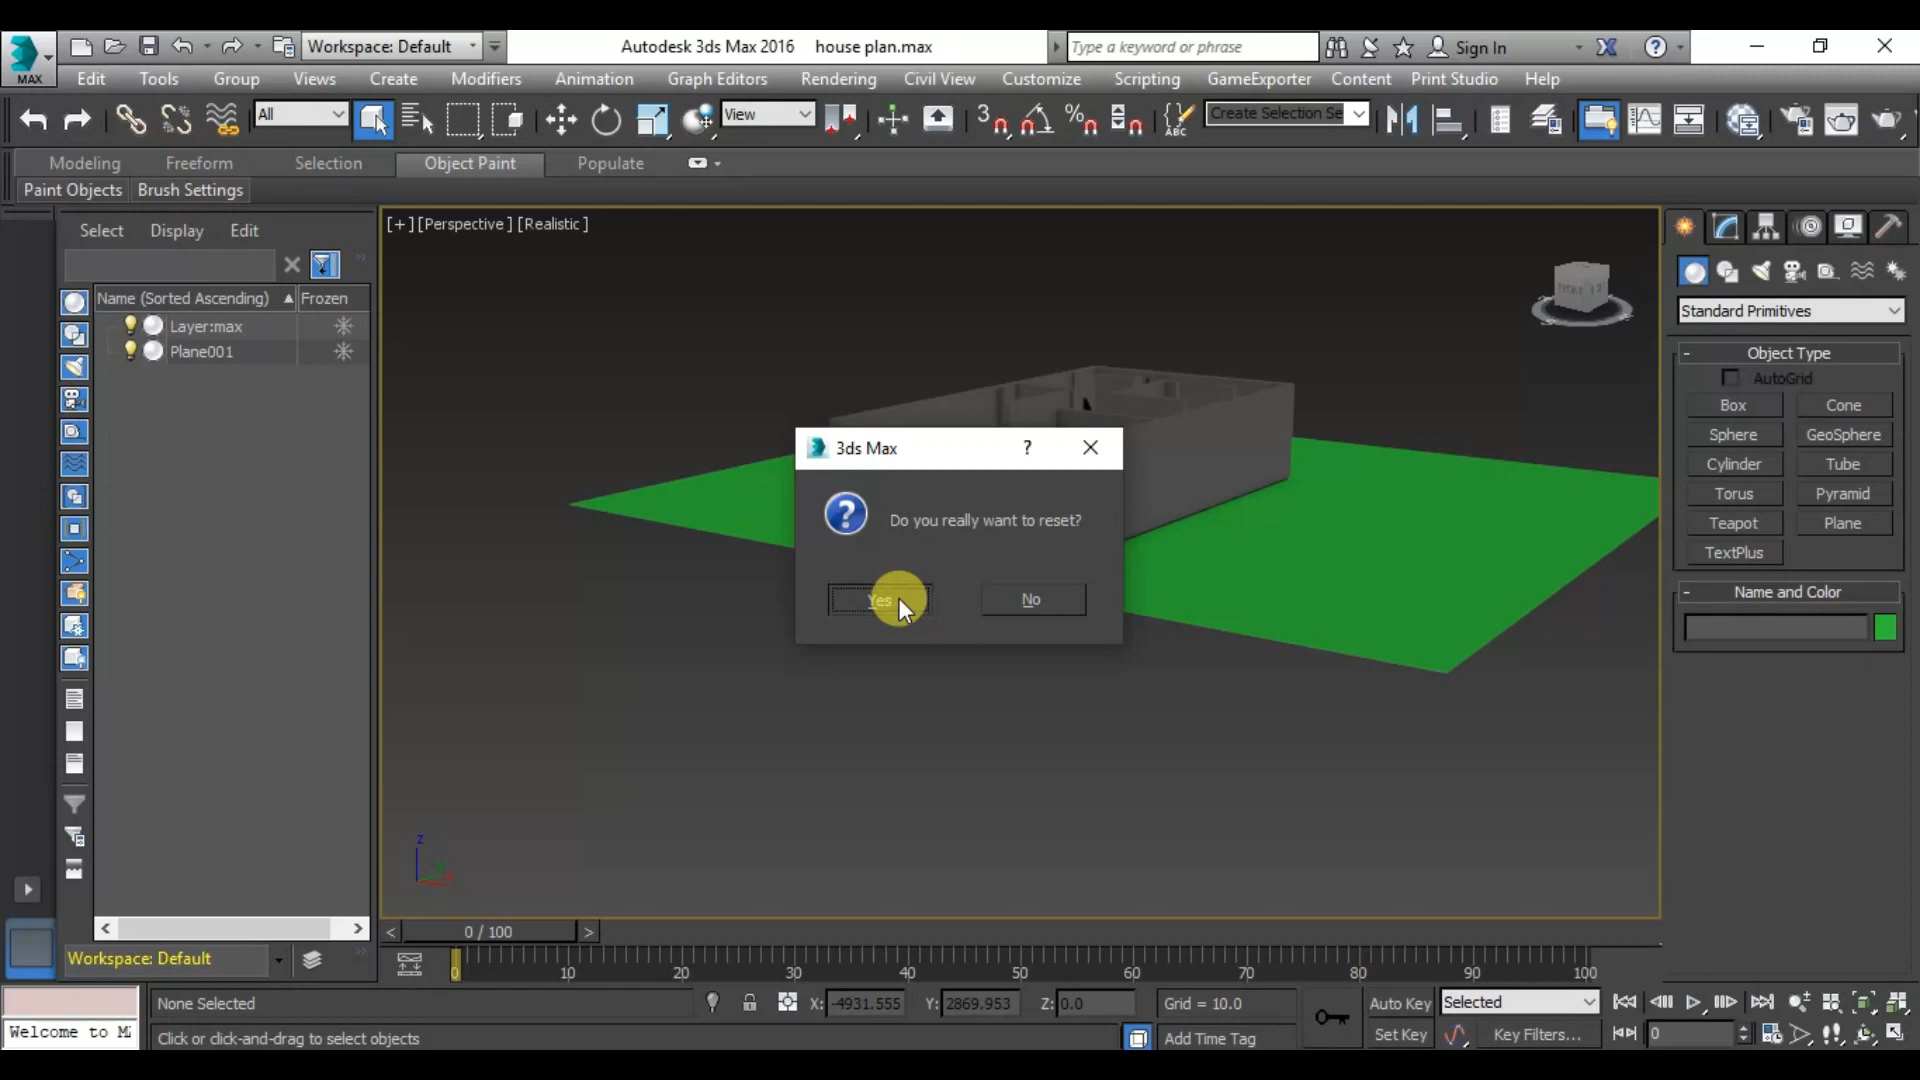 Workspace: Default
Autodesk 3ds Max 2016 house plan.max
Type a keyword or phrase
Sign In
MAX
Edit Tools Group Views Create Modifiers Animation Graph Editors Rendering Civil View Customize Scripting GameExporter Content Print Studio Help
All
View
3
%
ABC
Create Selection Se
Modeling Freeform Selection Object Paint Populate
Paint Objects Brush Settings
Select Display Edit
[+][Perspective][Realistic]
Name (Sorted Ascending) Frozen
Layer:max
Plane001
Standard Primitives
- Object Type
AutoGrid
Box Cone
Sphere GeoSphere
Cylinder Tube
Torus Pyramid
Teapot Plane
TextPlus
- Name and Color
3ds Max ? ×
Do you really want to reset?
Yes No
z
< 0 / 100 >
Workspace: Default
0 10 20 30 40 50 60 70 80 90 100
None Selected
X: -4931.555 Y: 2869.953 Z: 0.0
Grid = 10.0
Auto Key Selected
Welcome to M
Click or click-and-drag to select objects
Add Time Tag
Set Key Key Filters...
0